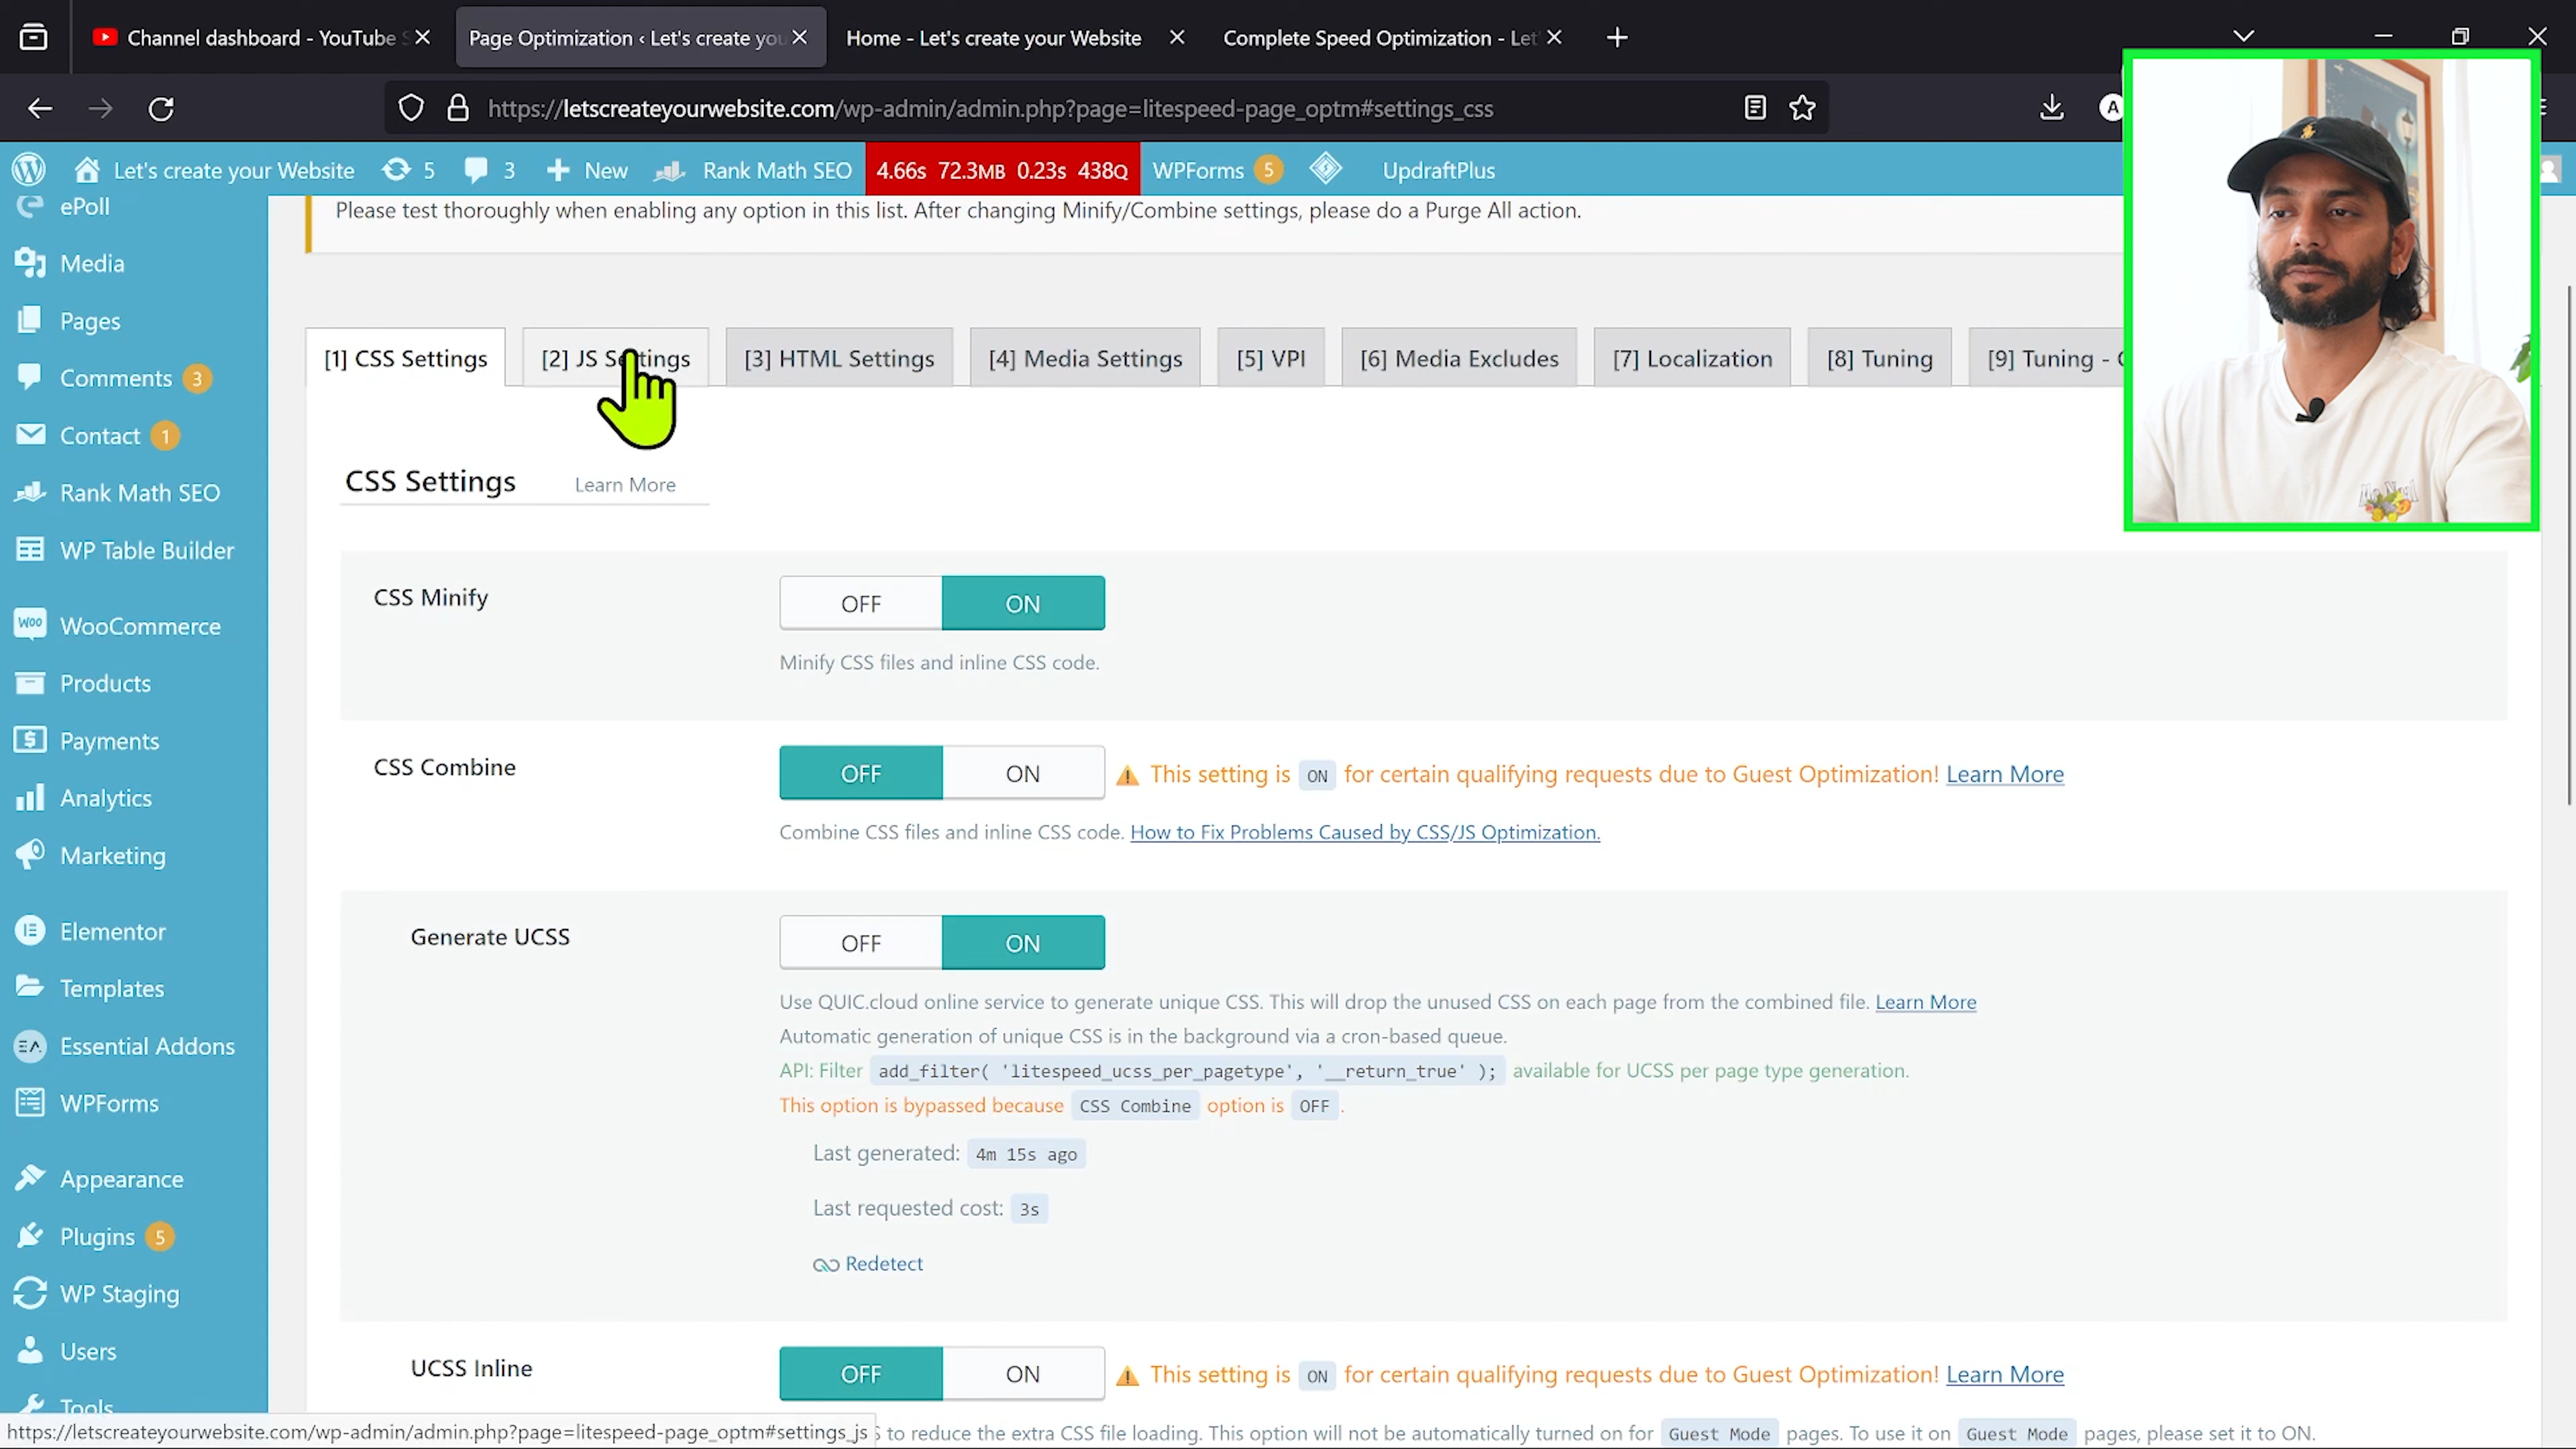 Channel dashboard - YouTube S
Page Optimization ‹ Let's create you
Home - Let's create your Website
Complete Speed Optimization - Let'
https://letscreateyourwebsite.com/wp-admin/admin.php?page=litespeed-page_optm#settings_css
A
Let's create your Website 5 3 New Rank Math SEO 4.66s 72.3MB 0.23s 438Q WPForms 5 UpdraftPlus
ePoll
Media
Pages
Comments 3
Contact 1
Rank Math SEO
WP Table Builder
WooCommerce
Products
Payments
Analytics
Marketing
Elementor
Templates
Essential Addons
WPForms
Appearance
Plugins 5
WP Staging
Users
Tools
Please test thoroughly when enabling any option in this list. After changing Minify/Combine settings, please do a Purge All action.
[1] CSS Settings [2] JS Settings [3] HTML Settings [4] Media Settings [5] VPI [6] Media Excludes [7] Localization [8] Tuning [9] Tuning - C
CSS Settings Learn More
CSS Minify OFF ON
Minify CSS files and inline CSS code.
CSS Combine OFF ON This setting is ON for certain qualifying requests due to Guest Optimization! Learn More
Combine CSS files and inline CSS code. How to Fix Problems Caused by CSS/JS Optimization.
Generate UCSS OFF ON
Use QUIC.cloud online service to generate unique CSS. This will drop the unused CSS on each page from the combined file. Learn More
Automatic generation of unique CSS is in the background via a cron-based queue.
API: Filter add_filter( 'litespeed_ucss_per_pagetype', '__return_true' ); available for UCSS per page type generation.
This option is bypassed because CSS Combine option is OFF .
Last generated: 4m 15s ago
Last requested cost: 3s
Redetect
UCSS Inline OFF ON This setting is ON for certain qualifying requests due to Guest Optimization! Learn More
S to reduce the extra CSS file loading. This option will not be automatically turned on for Guest Mode pages. To use it on Guest Mode pages, please set it to ON.
https://letscreateyourwebsite.com/wp-admin/admin.php?page=litespeed-page_optm#settings_js